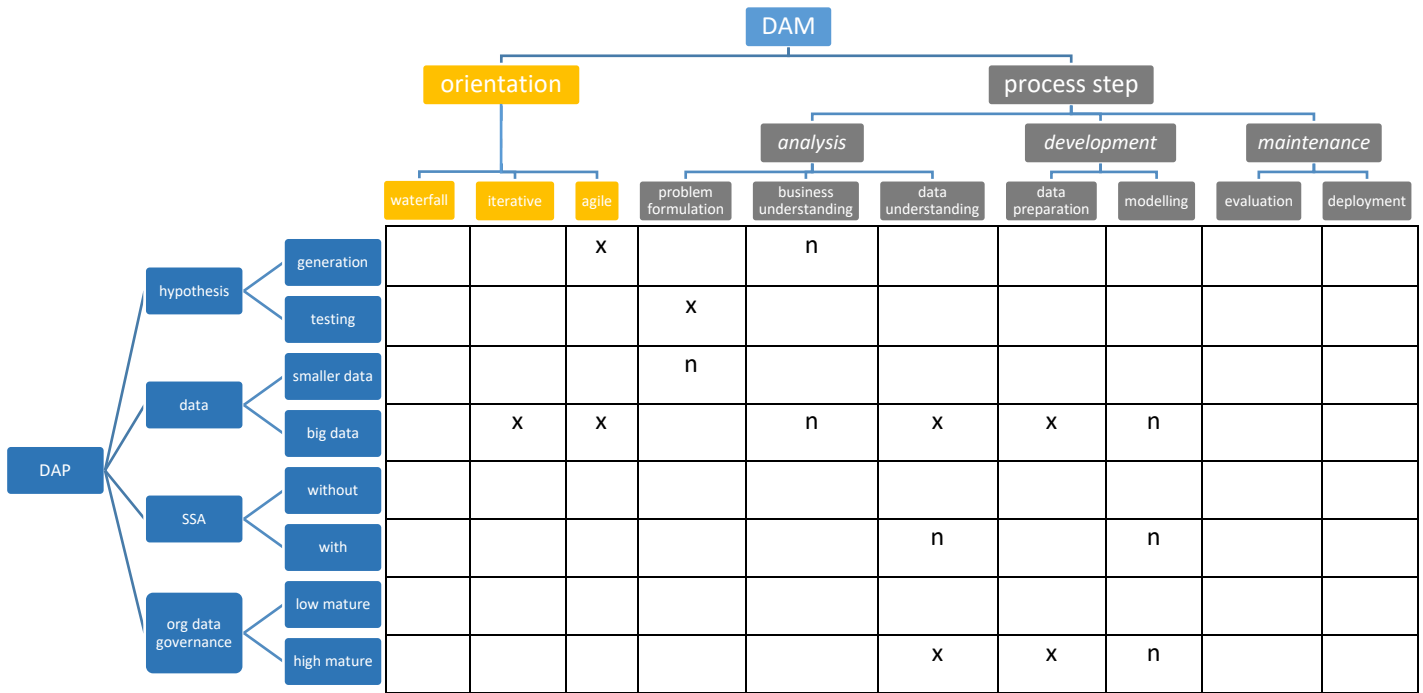 DAM
orientation
process step
analysis
development
maintenance
waterfall
iterative
agile
problem
formulation
business
understanding
data
understanding
data
preparation
modelling
evaluation
deployment
DAP
hypothesis
generation
x
n
testing
x
data
smaller data
n
big data
x
x
n
x
x
n
SSA
without
with
n
n
org data
governance
low mature
high mature
x
x
n